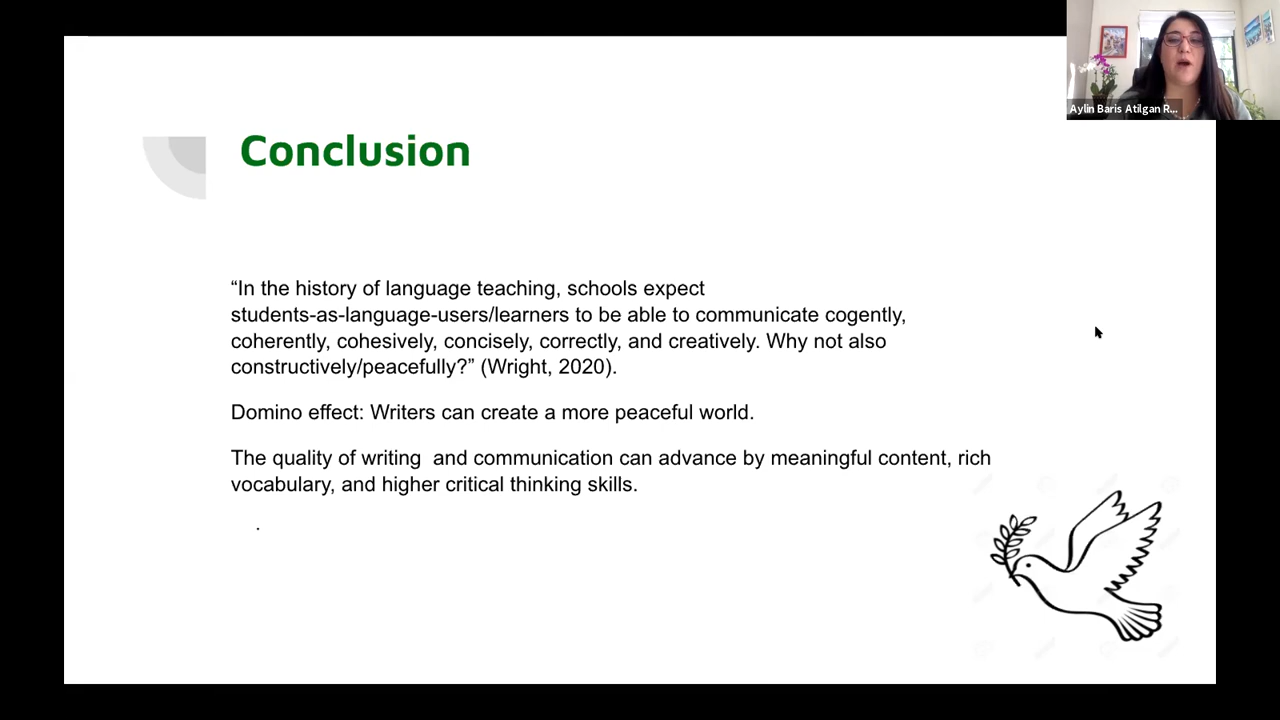 Aylin Baris Atilgan R...
Conclusion
“In the history of language teaching, schools expect
students-as-language-users/learners to be able to communicate cogently,
coherently, cohesively, concisely, correctly, and creatively. Why not also
constructively/peacefully?” (Wright, 2020).
Domino effect: Writers can create a more peaceful world.
The quality of writing  and communication can advance by meaningful content, rich
vocabulary, and higher critical thinking skills.
.